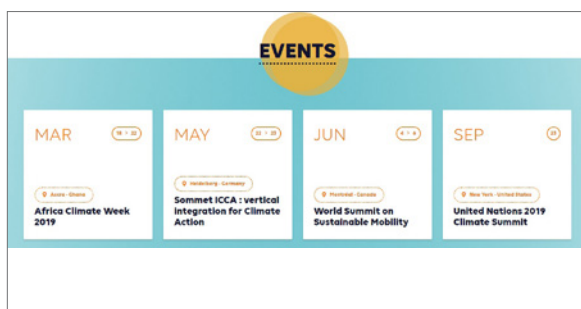 EVENTS
MAR
18 > 22
Accra - Ghana
Africa Climate Week
2019
MAY
22 > 23
Heidelberg - Germany
Sommet ICCA : vertical
integration for Climate
Action
JUN
4 > 6
Montréal - Canada
World Summit on
Sustainable Mobility
SEP
23
New York - United States
United Nations 2019
Climate Summit